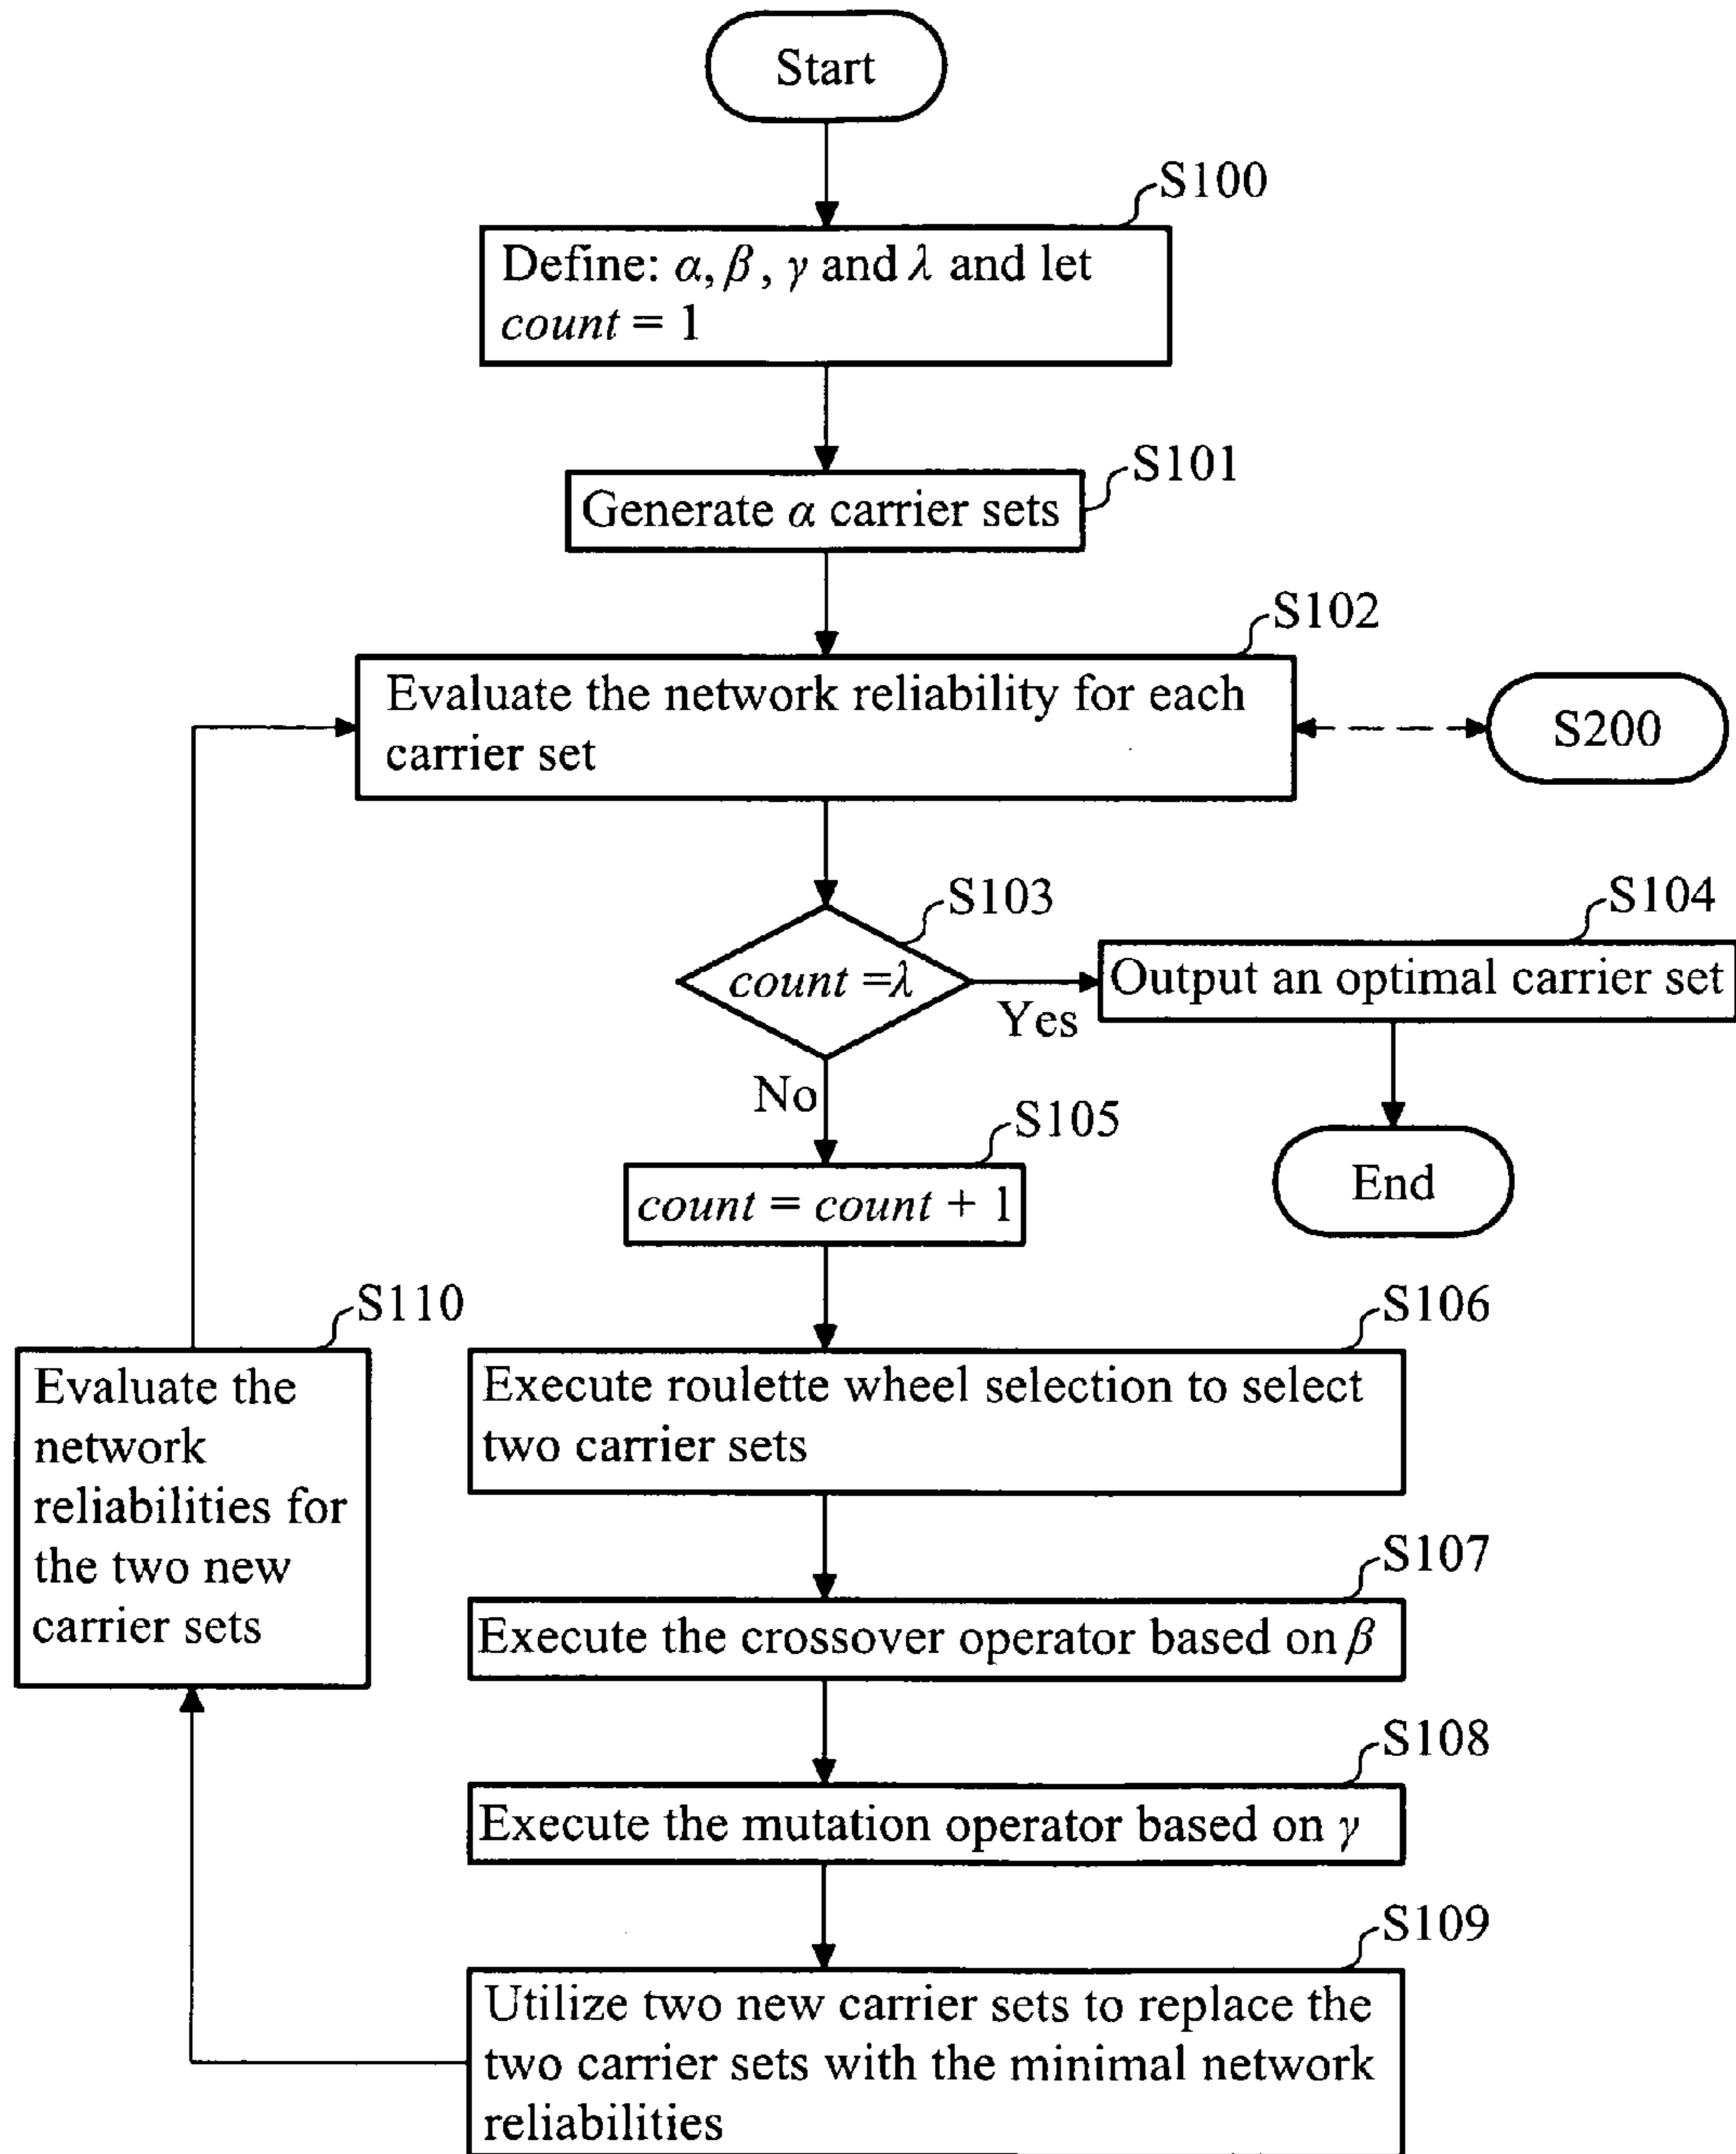 Start
S100
Define: α, β, γ and λ and let
count = 1
S101
Generate α carrier sets
S102
Evaluate the network reliability for each
carrier set
S200
S103
count =λ
Yes
S104
Output an optimal carrier set
End
No
S105
count = count + 1
S106
Execute roulette wheel selection to select
two carrier sets
S107
Execute the crossover operator based on β
S108
Execute the mutation operator based on γ
S109
Utilize two new carrier sets to replace the
two carrier sets with the minimal network
reliabilities
S110
Evaluate the
network
reliabilities for
the two new
carrier sets